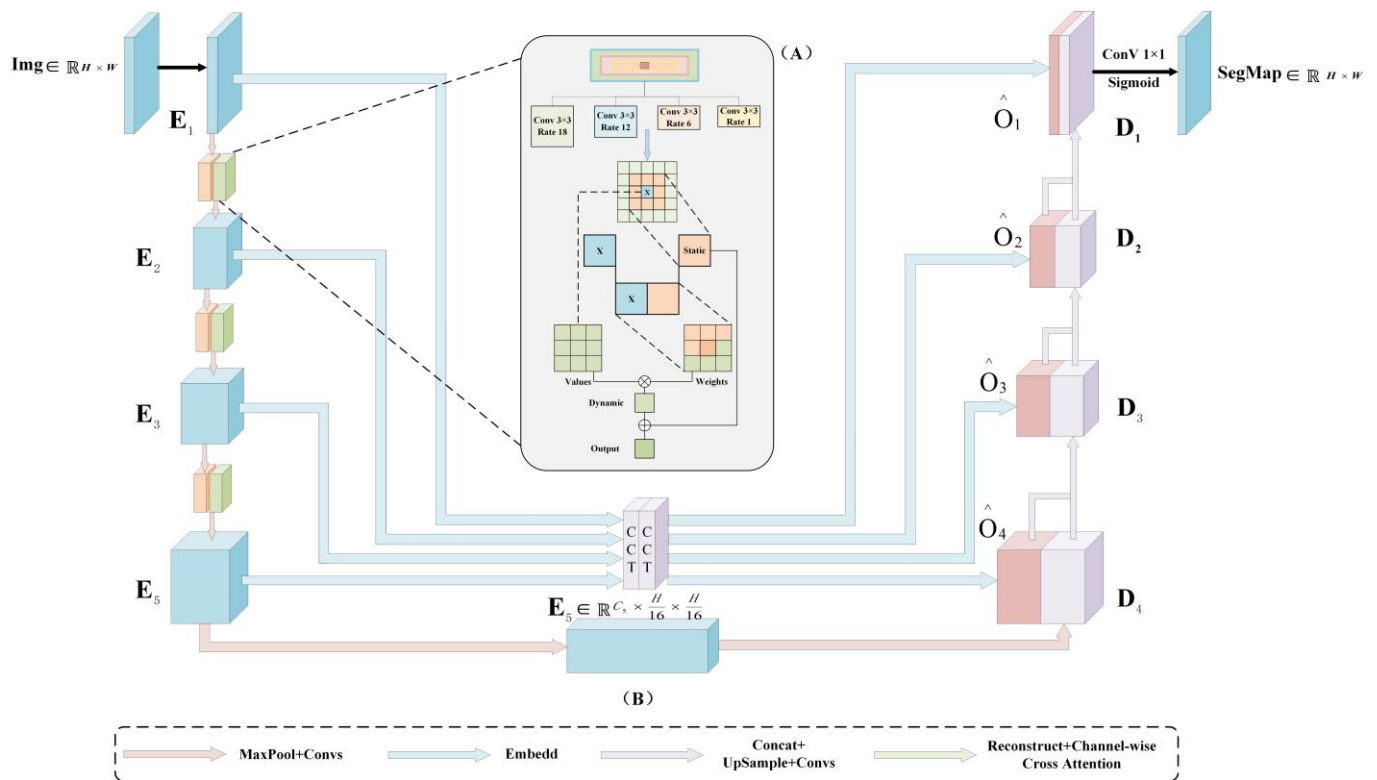 Img ∈ ℝ H × W
E₁
E₂
E₃
E₅
(A)
Conv 3×3
Rate 18
Conv 3×3
Rate 12
Conv 3×3
Rate 6
Conv 3×3
Rate 1
X
X
Static
X
Values
Weights
Dynamic
Output
C C T
C C T
E₅ ∈ ℝ C₅ × H/16 × H/16
(B)
ConV 1×1
Sigmoid
SegMap ∈ ℝ H × W
Ô₁
D₁
Ô₂
D₂
Ô₃
D₃
Ô₄
D₄
MaxPool+Convs
Embedd
Concat+
UpSample+Convs
Reconstruct+Channel-wise
Cross Attention